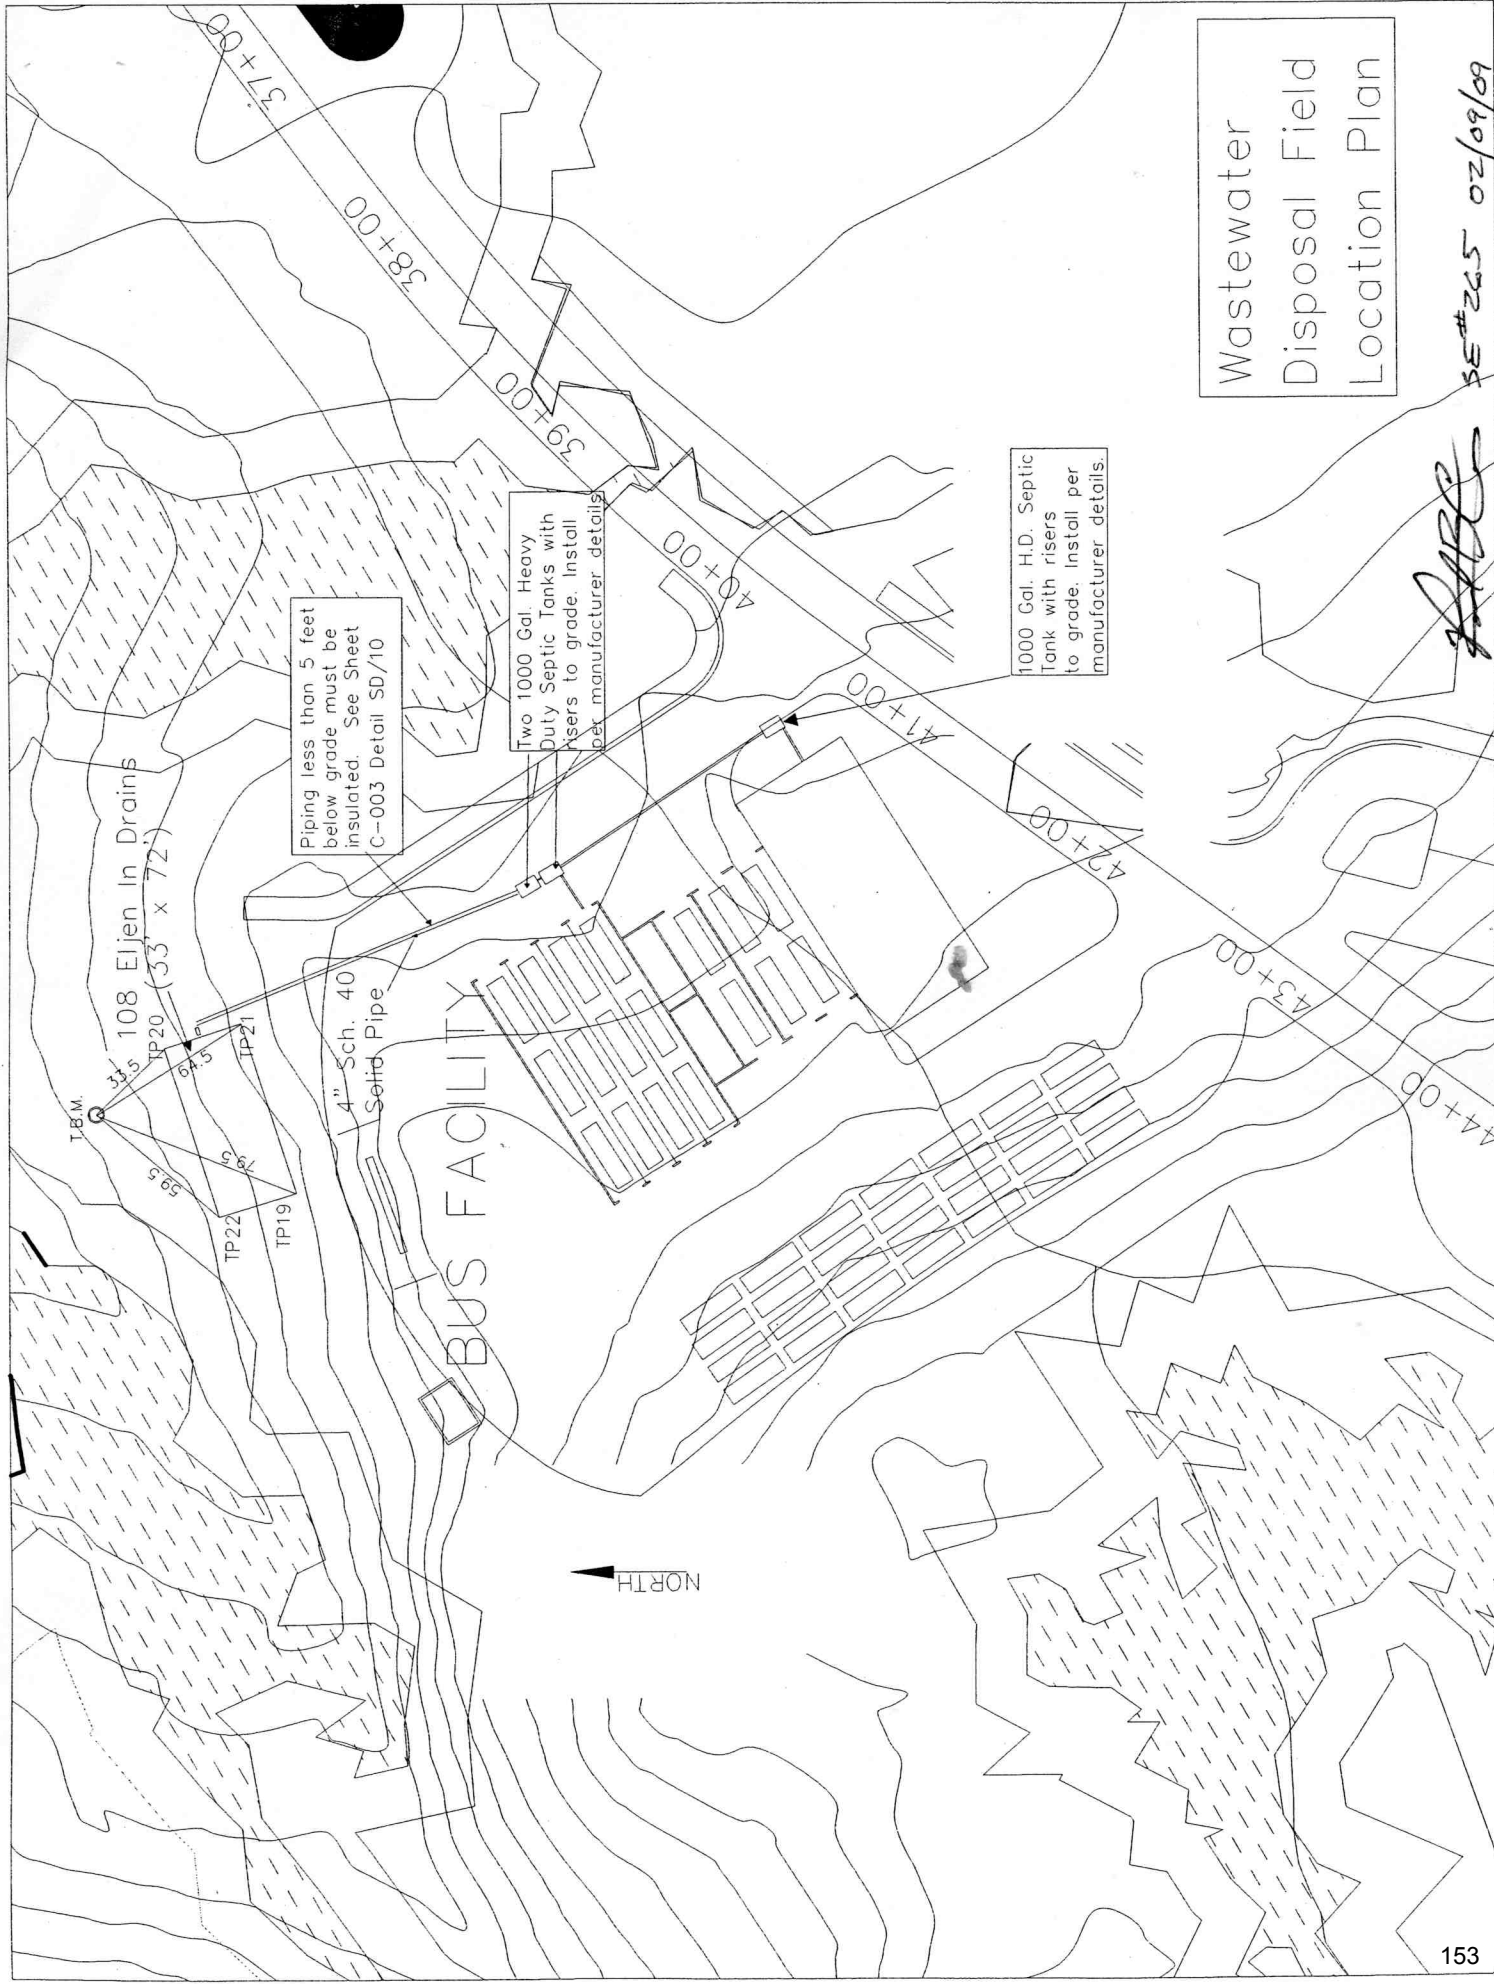 T.B.M.
33.5
64.5
59.5
79.5
TP20
TP21
TP22
TP19
108 Eljen In Drains
(33' x 72')
Piping less than 5 feet
below grade must be
insulated. See Sheet
C-003 Detail SD/10
4" Sch. 40
Solid Pipe
BUS FACILITY
Two 1000 Gal. Heavy
Duty Septic Tanks with
risers to grade. Install
per manufacturer details
1000 Gal. H.D. Septic
Tank with risers
to grade. Install per
manufacturer details.
37+00
38+00
39+00
40+00
41+00
42+00
43+00
44+00
NORTH
Wastewater
Disposal Field
Location Plan
SE#265 02/09/09
153